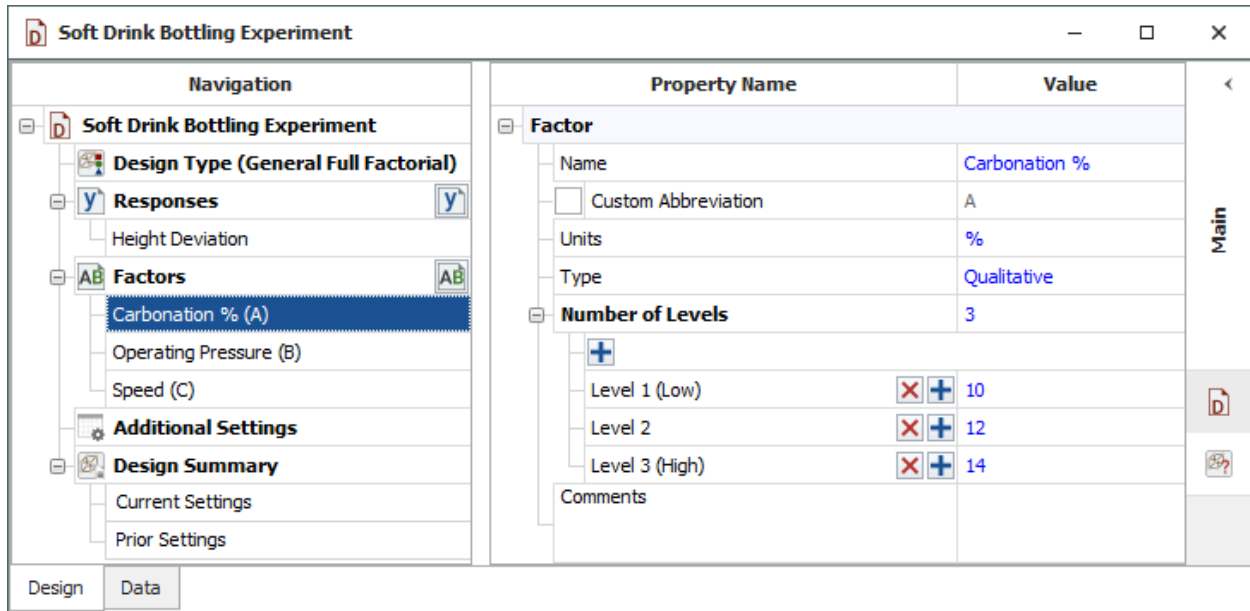 Soft Drink Bottling Experiment
Navigation
Soft Drink Bottling Experiment
Design Type (General Full Factorial)
Responses
Height Deviation
Factors
Carbonation % (A)
Operating Pressure (B)
Speed (C)
Additional Settings
Design Summary
Current Settings
Prior Settings
Property Name Value
Factor
Name Carbonation %
Custom Abbreviation A
Units %
Type Qualitative
Number of Levels 3
Level 1 (Low) 10
Level 2 12
Level 3 (High) 14
Comments
Main
Design Data